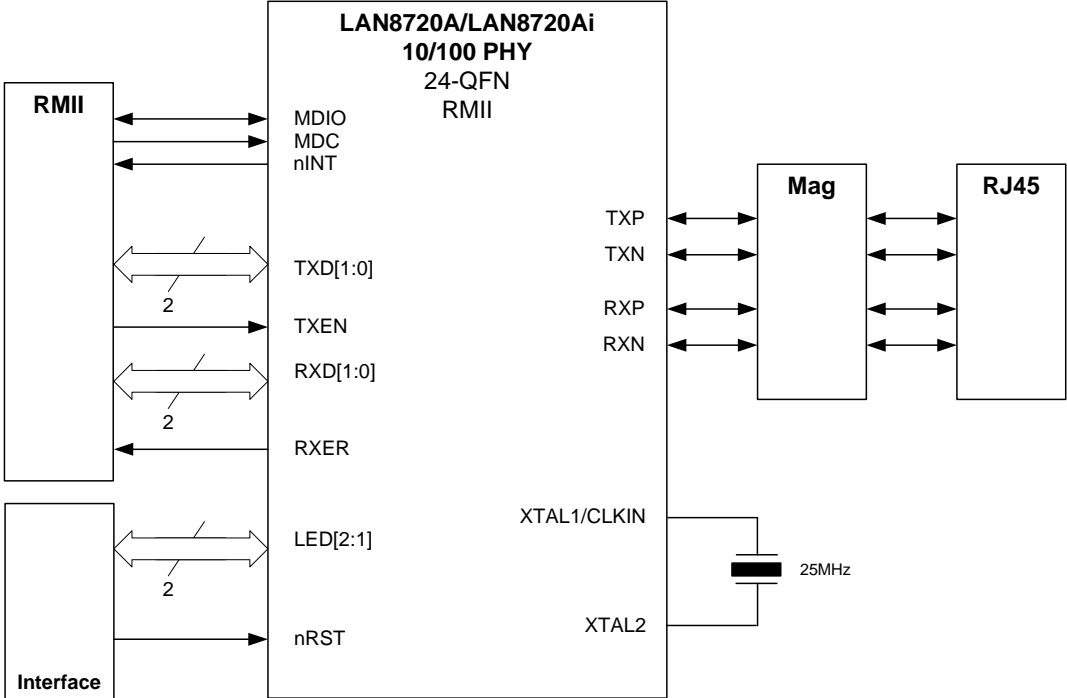 LAN8720A/LAN8720Ai
10/100 PHY
24-QFN
RMII
RMII
MDIO
MDC
nINT
TXD[1:0]
2
TXEN
RXD[1:0]
2
RXER
LED[2:1]
2
nRST
Interface
TXP
TXN
RXP
RXN
Mag
RJ45
XTAL1/CLKIN
25MHz
XTAL2